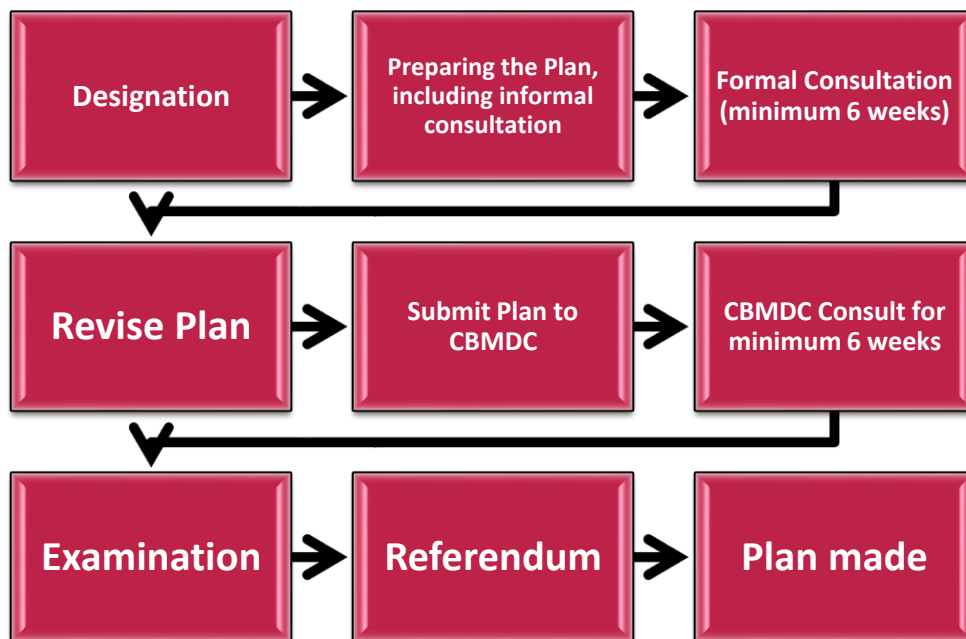 Designation
Preparing the Plan,
including informal
consultation
Formal Consultation
(minimum 6 weeks)
Revise Plan
Submit Plan to
CBMDC
CBMDC Consult for
minimum 6 weeks
Examination
Referendum
Plan made